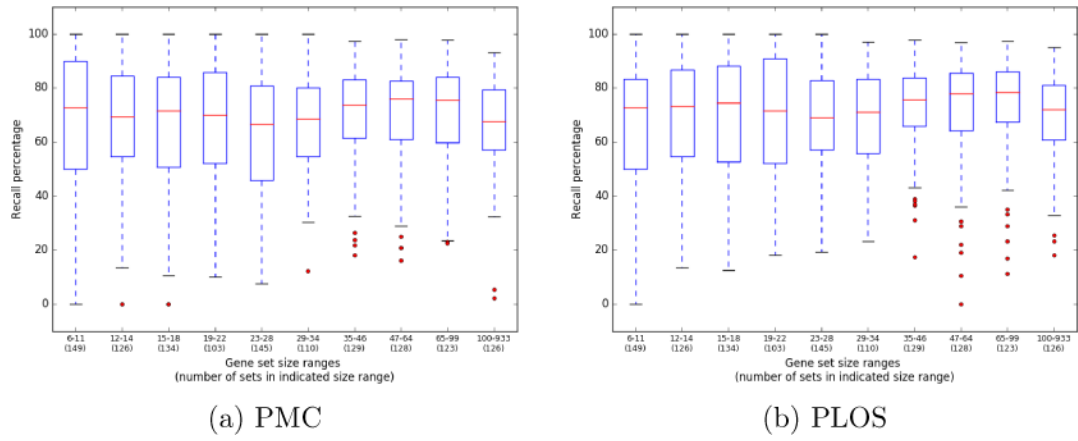 100
80
60
40
20
0
Recall percentage
6-11 12-14 15-18 19-22 23-28 29-34 35-46 47-64 65-99 100-933
(149) (126) (134) (103) (145) (110) (129) (128) (123) (126)
Gene set size ranges
(number of sets in indicated size range)
(a) PMC
100
80
60
40
20
0
Recall percentage
6-11 12-14 15-18 19-22 23-28 29-34 35-46 47-64 65-99 100-933
(149) (126) (134) (103) (145) (110) (129) (128) (123) (126)
Gene set size ranges
(number of sets in indicated size range)
(b) PLOS